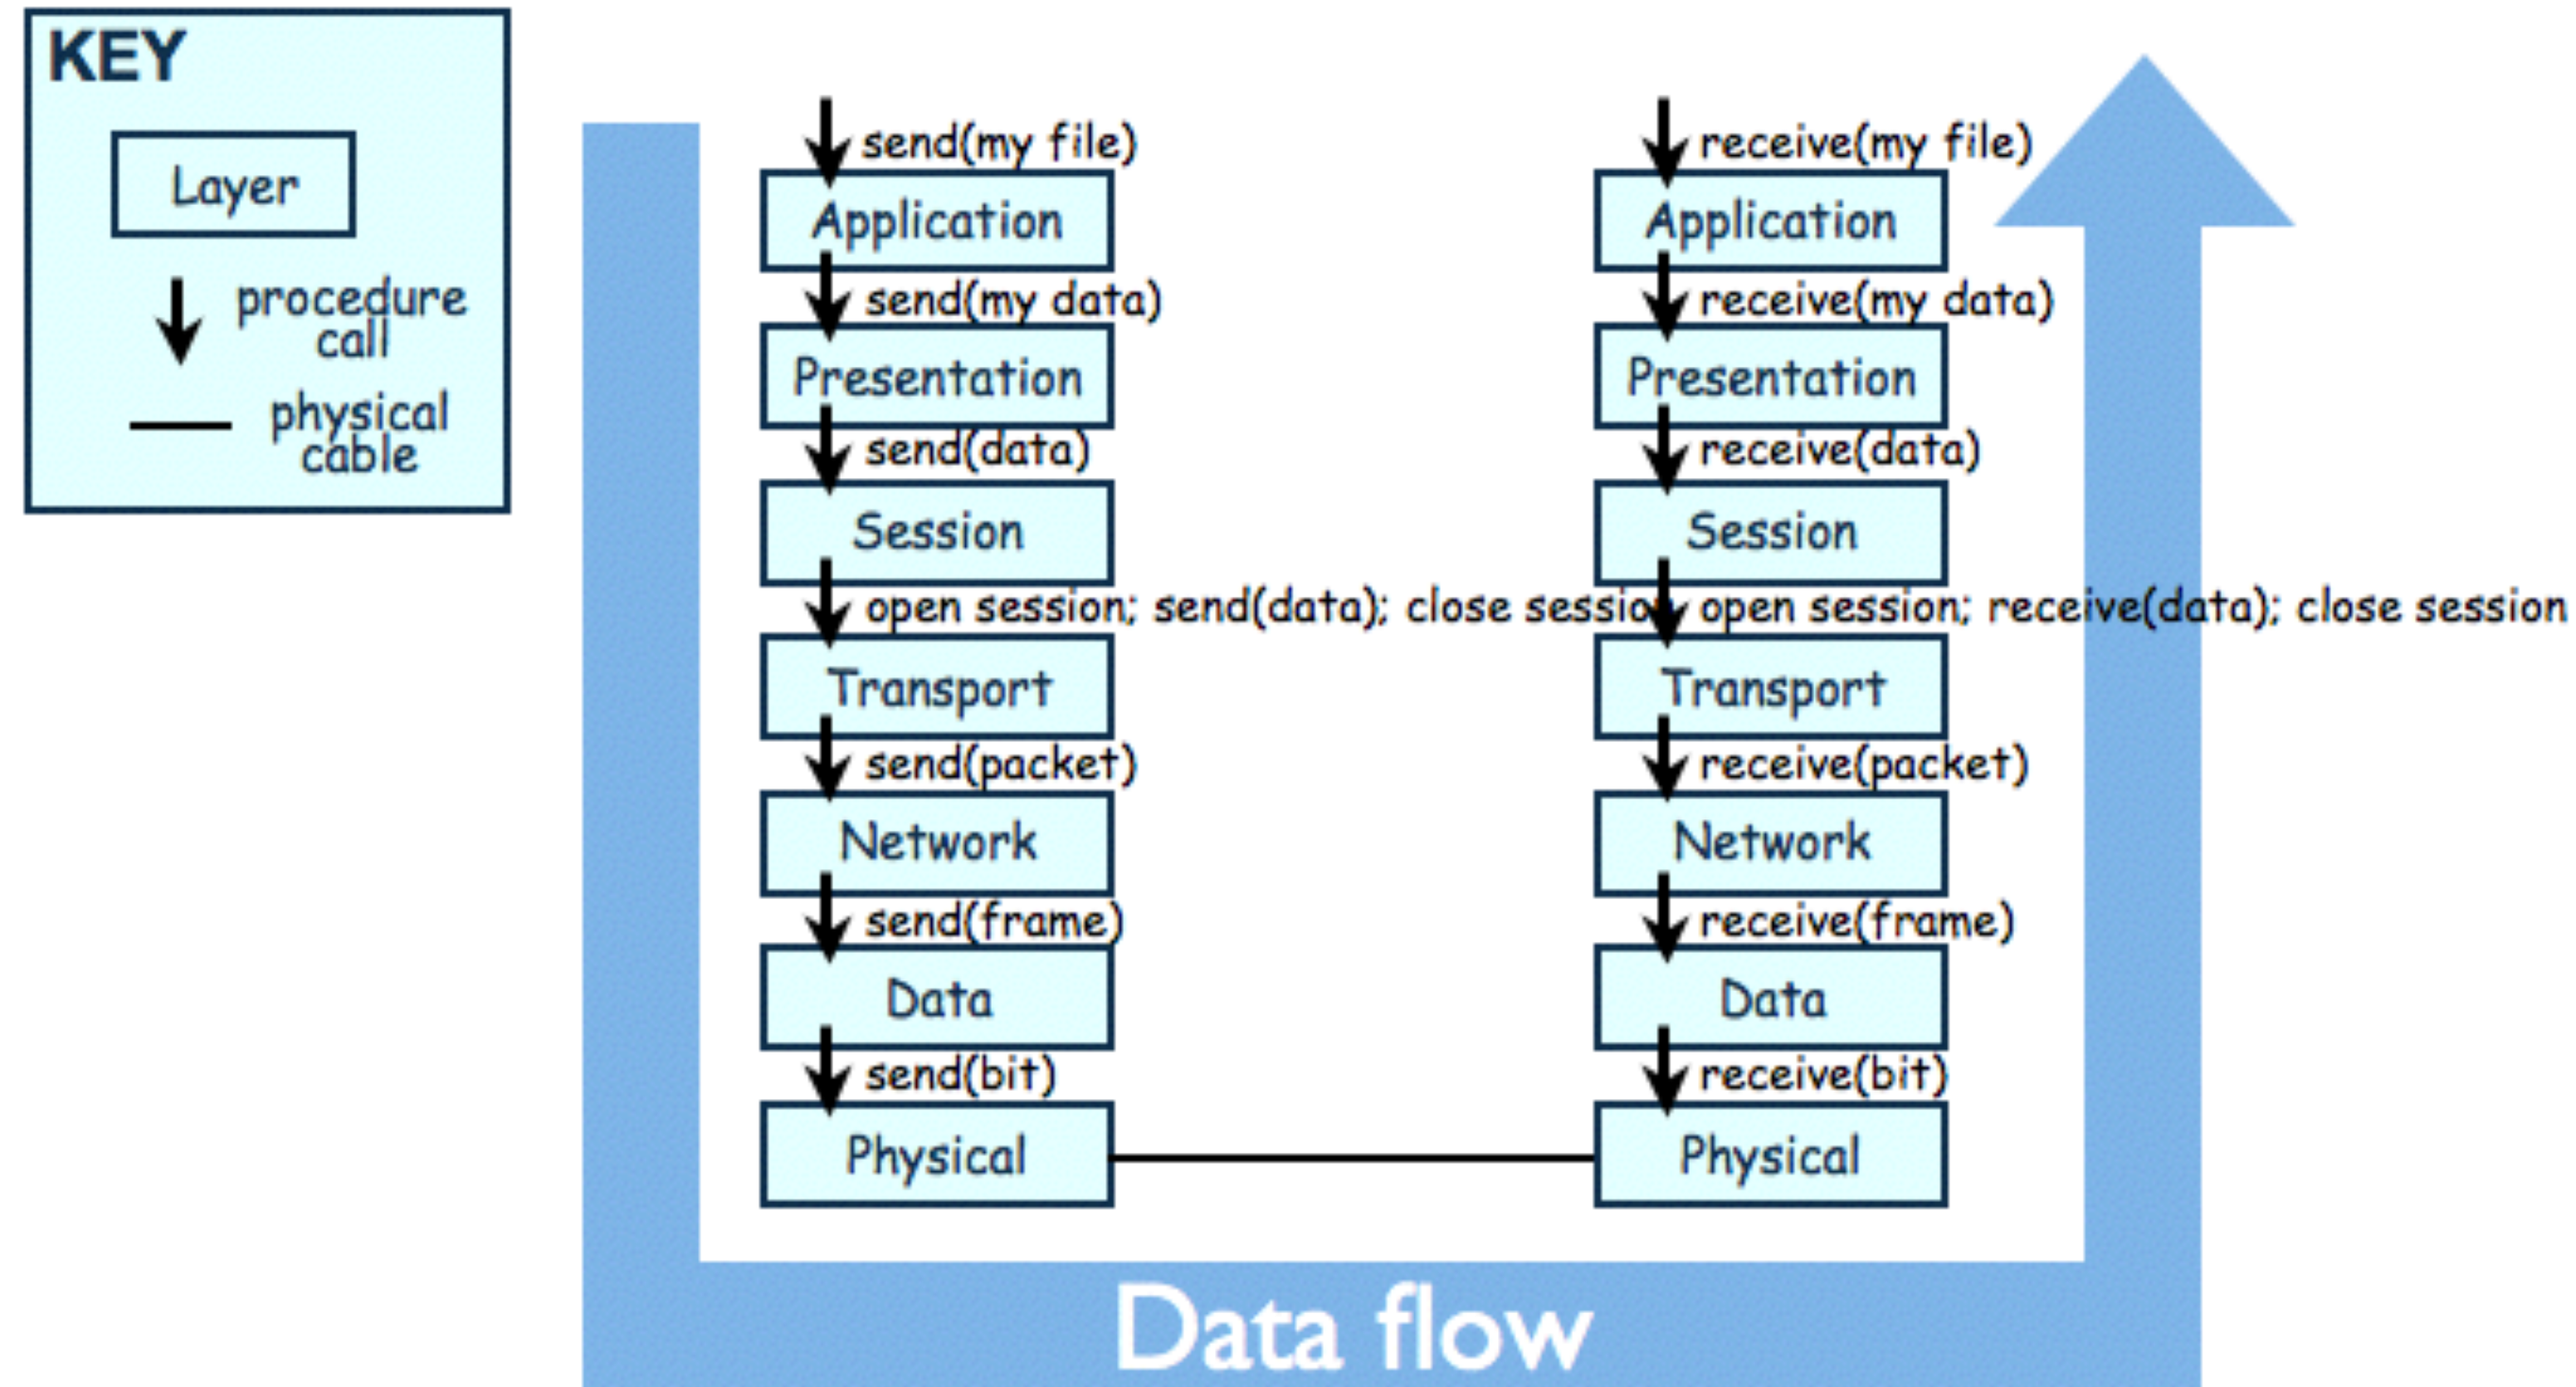 KEY
Layer
procedure
call
physical
cable
send(my file)
Application
send(my data)
Presentation
send(data)
Session
open session; send(data); close session
Transport
send(packet)
Network
send(frame)
Data
send(bit)
Physical
receive(my file)
Application
receive(my data)
Presentation
receive(data)
Session
open session; receive(data); close session
Transport
receive(packet)
Network
receive(frame)
Data
receive(bit)
Physical
Data flow